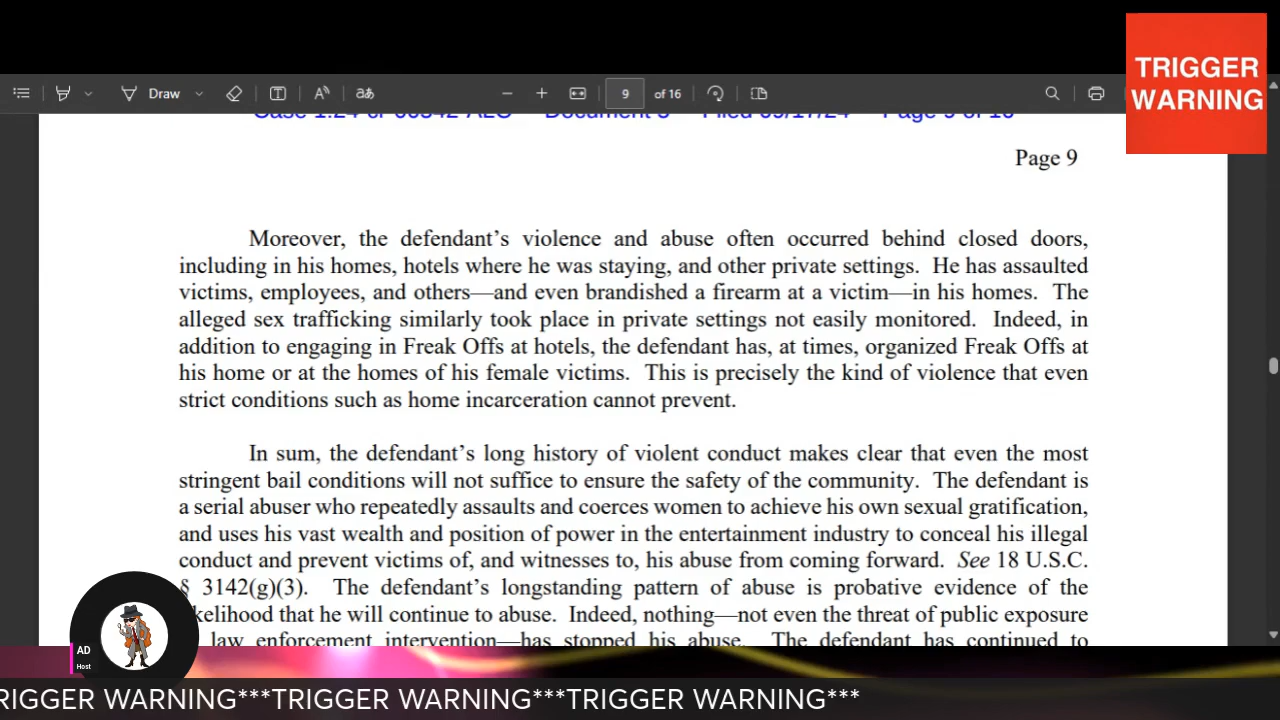 TRIGGER
WARNING
Draw
9
of 16
Page 9
Moreover, the defendant’s violence and abuse often occurred behind closed doors,
including in his homes, hotels where he was staying, and other private settings. He has assaulted
victims, employees, and others—and even brandished a firearm at a victim—in his homes. The
alleged sex trafficking similarly took place in private settings not easily monitored. Indeed, in
addition to engaging in Freak Offs at hotels, the defendant has, at times, organized Freak Offs at
his home or at the homes of his female victims. This is precisely the kind of violence that even
strict conditions such as home incarceration cannot prevent.
In sum, the defendant’s long history of violent conduct makes clear that even the most
stringent bail conditions will not suffice to ensure the safety of the community. The defendant is
a serial abuser who repeatedly assaults and coerces women to achieve his own sexual gratification,
and uses his vast wealth and position of power in the entertainment industry to conceal his illegal
conduct and prevent victims of, and witnesses to, his abuse from coming forward. See 18 U.S.C.
§ 3142(g)(3). The defendant’s longstanding pattern of abuse is probative evidence of the
kelihood that he will continue to abuse. Indeed, nothing—not even the threat of public exposure
law enforcement intervention—has stopped his abuse. The defendant has continued to
AD
Host
RIGGER WARNING***TRIGGER WARNING***TRIGGER WARNING***